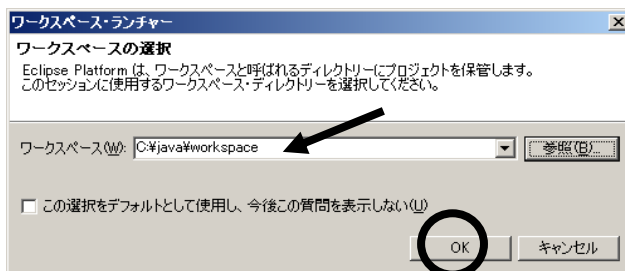 ワークスペース・ランチャー
ワークスペースの選択
Eclipse Platform は、ワークスペースと呼ばれるディレクトリーにプロジェクトを保管します。
このセッションに使用するワークスペース・ディレクトリーを選択してください。
ワークスペース(W): C:¥java¥workspace 参照(B)...
この選択をデフォルトとして使用し、今後この質問を表示しない(U)
OK キャンセル